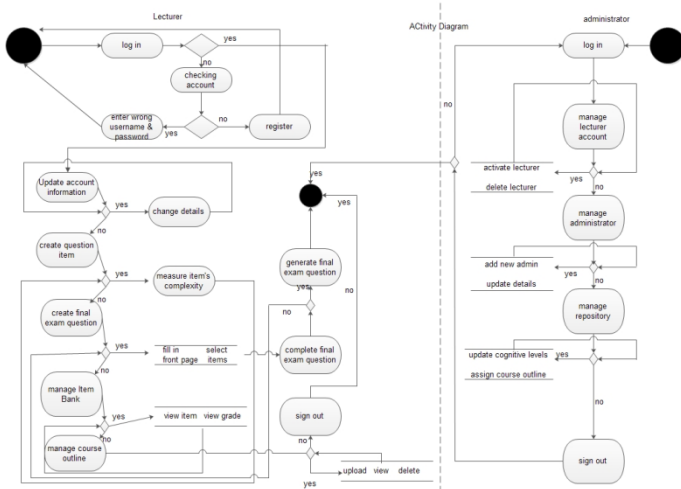 Lecturer
ACtivity Diagram
administrator
log in
yes
no
checking
account
enter wrong
username &
password
yes
no
register
Update account
information
yes
change details
no
create question
item
yes
measure item's
complexity
no
create final
exam question
yes
fill in select
front page items
no
manage Item
Bank
yes
view item view grade
no
manage course
outline
yes
yes
no
generate final
exam question
yes
no
complete final
exam question
sign out
no
yes
upload view delete
no
log in
manage
lecturer
account
activate lecturer
yes
delete lecturer
no
manage
administrator
add new admin
yes
update details
no
manage
repository
update cognitive levels
yes
assign course outline
no
sign out